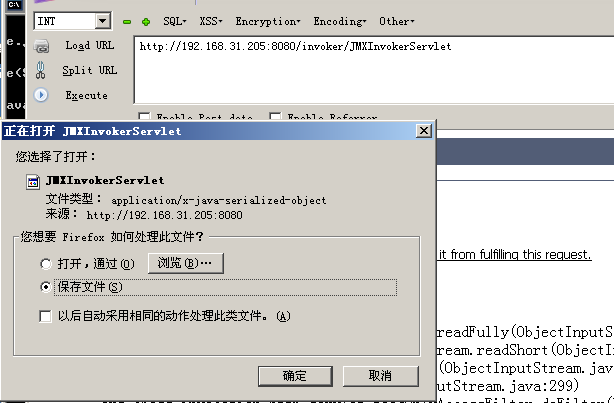 INT SQL▾ XSS▾ Encryption▾ Encoding▾ Other▾
Load URL
http://192.168.31.205:8080/invoker/JMXInvokerServlet
Split URL
Execute
Enable Post data Enable Referrer
正在打开 JMXInvokerServlet
您选择了打开：
JMXInvokerServlet
文件类型： application/x-java-serialized-object
来源： http://192.168.31.205:8080
您想要 Firefox 如何处理此文件？
打开，通过(O) 浏览(B)…
保存文件(S)
以后自动采用相同的动作处理此类文件。(A)
确定 取消
it from fulfilling this request.
readFully(ObjectInputS
ream.readShort(ObjectI
(ObjectInputStream.jav
utStream.java:299)